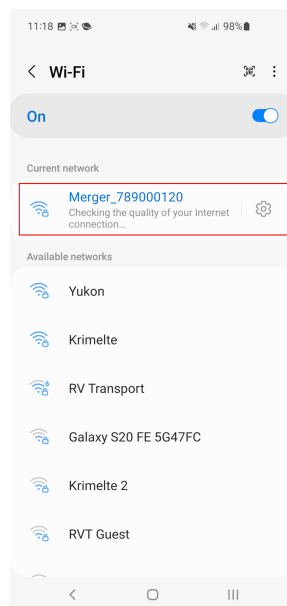 11:18 98%
Wi-Fi
On
Current network
Merger_789000120
Checking the quality of your Internet
connection...
Available networks
Yukon
Krimelte
6
RV Transport
Galaxy S20 FE 5G47FC
Krimelte 2
RVT Guest